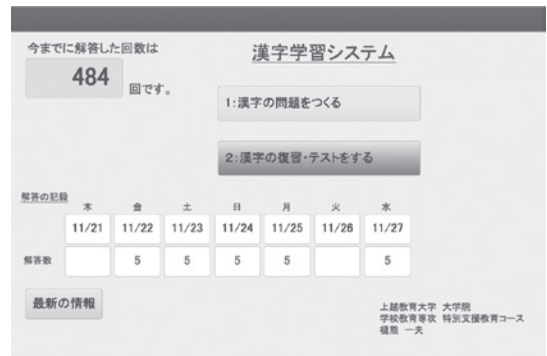 今までに解答した回数は
484
回です。
漢字学習システム
1:漢字の問題をつくる
2:漢字の復習・テストをする
解答の記録
木 金 土 日 月 火 水
11/21 11/22 11/23 11/24 11/25 11/26 11/27
解答数 5 5 5 5 5
最新の情報
上越教育大学 大学院
学校教育専攻 特別支援教育コース
樋熊 一夫